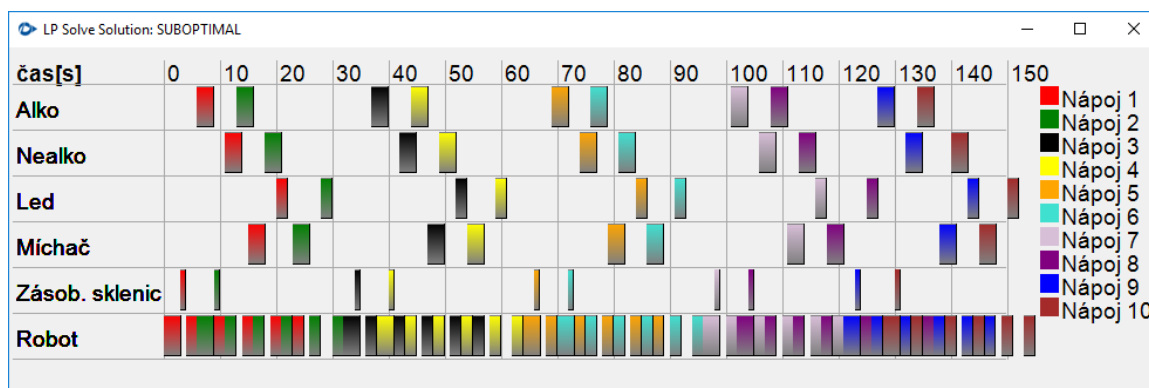 LP Solve Solution: SUBOPTIMAL
čas[s] 0 10 20 30 40 50 60 70 80 90 100 110 120 130 140 150
Alko
Nealko
Led
Míchač
Zásob. sklenic
Robot
Nápoj 1
Nápoj 2
Nápoj 3
Nápoj 4
Nápoj 5
Nápoj 6
Nápoj 7
Nápoj 8
Nápoj 9
Nápoj 10